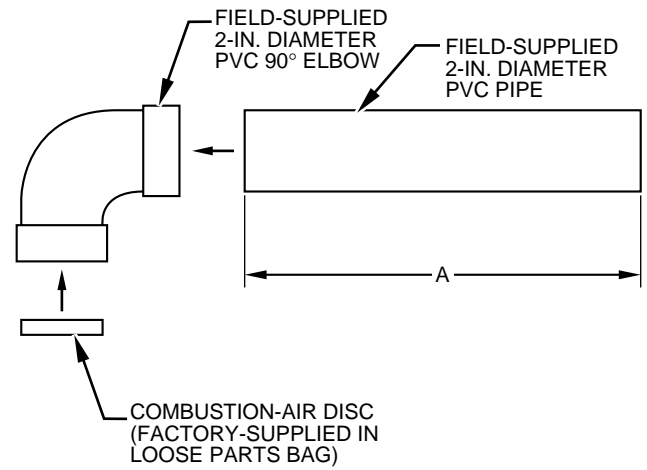 FIELD-SUPPLIED
2-IN. DIAMETER
PVC 90° ELBOW
FIELD-SUPPLIED
2-IN. DIAMETER
PVC PIPE
A
COMBUSTION-AIR DISC
(FACTORY-SUPPLIED IN
LOOSE PARTS BAG)